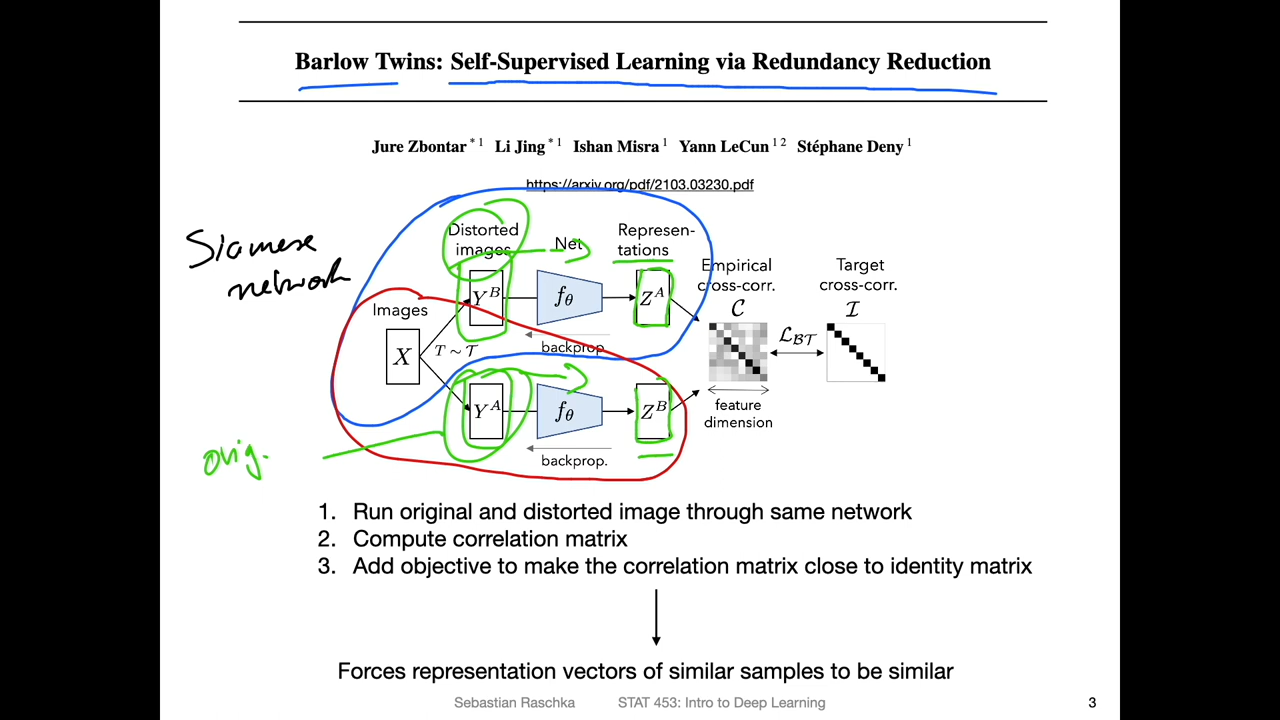 Barlow Twins: Self-Supervised Learning via Redundancy Reduction
Jure Zbontar * 1 Li Jing * 1 Ishan Misra 1 Yann LeCun 1 2 Stéphane Deny 1
https://arxiv.org/pdf/2103.03230.pdf
Siamese
network
Distorted
images
Net
Represen-
tations
Images
X
T ~ 𝒯
Y^B
f_θ
Z^A
backprop.
Y^A
f_θ
Z^B
backprop.
Empirical
cross-corr.
C
feature
dimension
ℒ_ℬ𝒯
Target
cross-corr.
I
orig.
1. Run original and distorted image through same network
2. Compute correlation matrix
3. Add objective to make the correlation matrix close to identity matrix
Forces representation vectors of similar samples to be similar
Sebastian Raschka STAT 453: Intro to Deep Learning 3